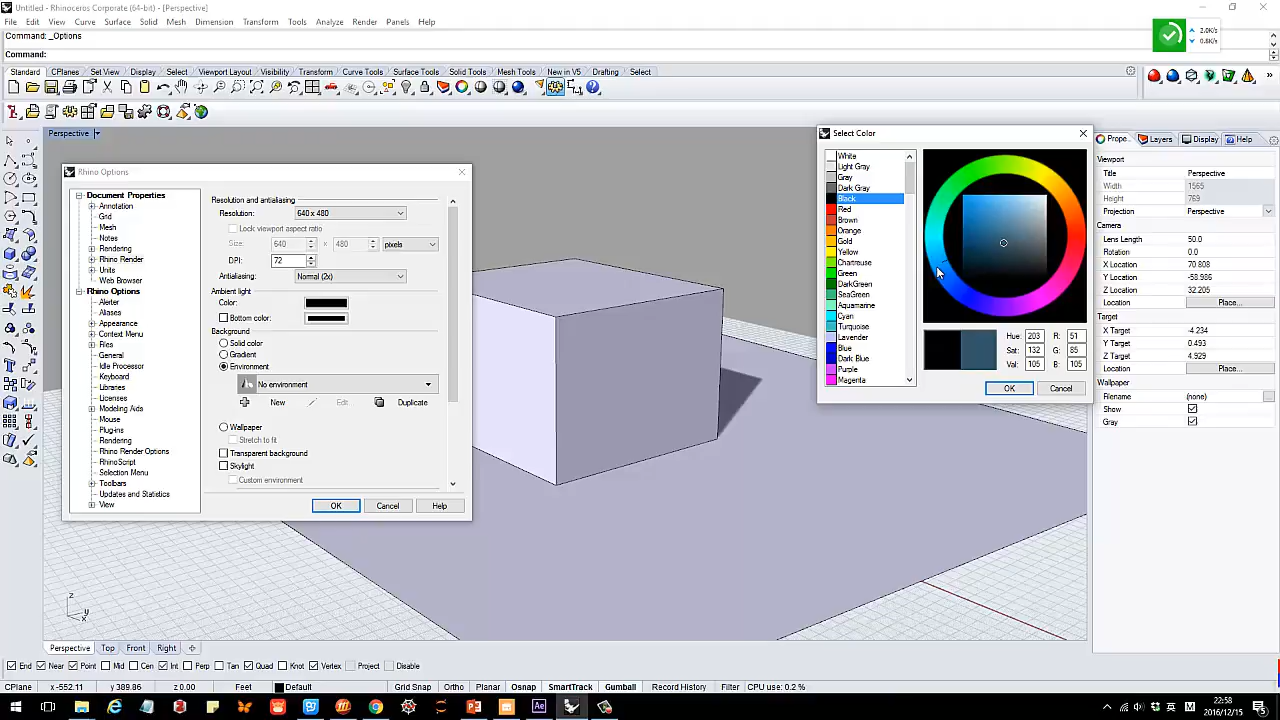 Untitled - Rhinoceros Corporate (64-bit) - [Perspective]
File Edit View Curve Surface Solid Mesh Dimension Transform Tools Analyze Render Panels Help
Command: _Options
Command:
2.0K/s
0.8K/s
Standard CPlanes Set View Display Select Viewport Layout Visibility Transform Curve Tools Surface Tools Solid Tools Mesh Tools New in V5 Drafting Select
Perspective
Rhino Options
Document Properties
Annotation
Grid
Mesh
Notes
Rendering
Rhino Render
Units
Web Browser
Rhino Options
Alerter
Aliases
Appearance
Context Menu
Files
General
Idle Processor
Keyboard
Libraries
Licenses
Modeling Aids
Mouse
Plug-ins
Rendering
Rhino Render Options
RhinoScript
Selection Menu
Toolbars
Updates and Statistics
View
Resolution and antialiasing
Resolution: 640 x 480
Lock viewport aspect ratio
Size: 640 x 480 pixels
DPI: 72
Antialiasing: Normal (2x)
Ambient light
Color:
Bottom color:
Background
Solid color
Gradient
Environment
No environment
New Edit Duplicate
Wallpaper
Stretch to fit
Transparent background
Skylight
Custom environment
OK Cancel Help
Select Color
White
Light Gray
Gray
Dark Gray
Black
Red
Brown
Orange
Gold
Yellow
Chartreuse
Green
DarkGreen
SeaGreen
Aquamarine
Cyan
Turquoise
Lavender
Blue
Dark Blue
Purple
Magenta
Hue: 203 R: 51
Sat: 132 G: 85
Val: 105 B: 105
OK Cancel
Prope... Layers Display Help
Viewport
Title Perspective
Width 1565
Height 769
Projection Perspective
Camera
Lens Length 50.0
Rotation 0.0
X Location 70.808
Y Location -58.986
Z Location 32.205
Location Place...
Target
X Target -4.234
Y Target 0.493
Z Target 4.929
Location Place...
Wallpaper
Filename (none) ...
Show
Gray
z
y
x
Perspective Top Front Right
End Near Point Mid Cen Int Perp Tan Quad Knot Vertex Project Disable
CPlane x -552.11 y 389.86 z 0.00 Feet Default Grid Snap Ortho Planar Osnap SmartTrack Gumball Record History Filter CPU use: 0.2 %
22:58
2016/12/15